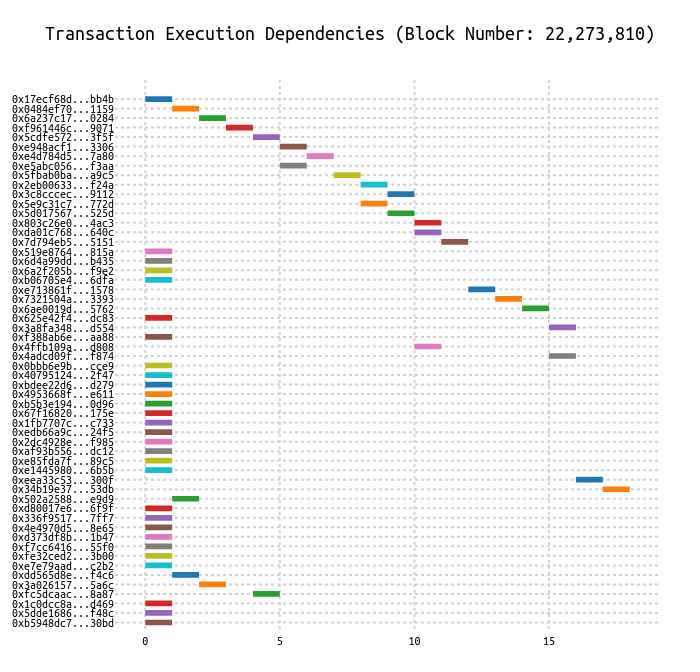 Transaction Execution Dependencies (Block Number: 22,273,810)
0x17ecf68d...bb4b
0x0484ef70...1159
0x6a237c17...0284
0xf961446c...9071
0x5cdfe572...3f5f
0xe948acf1...3306
0xe4d784d5...7a80
0xe5abc056...f3aa
0x5fbab0ba...a9c5
0x2eb00633...f24a
0x3c8cccec...9112
0x5e9c31c7...772d
0x5d017567...525d
0x803c26e0...4ac3
0xda01c768...640c
0x7d794eb5...5151
0x519e8764...815a
0x6d4a99dd...b435
0x6a2f205b...f9e2
0xb06705e4...6dfa
0xe713861f...1578
0x7321504a...3393
0x6ae0019d...5762
0x625e42f4...dc83
0x3a8fa348...d554
0xf388ab6e...aa88
0x4ffb109a...d808
0x4adcd09f...f874
0x0bbb6e9b...cce9
0x40795124...2f47
0xbdee22d6...d279
0x4953668f...e611
0xb5b3e194...0d96
0x67f16820...175e
0x1fb7707c...c733
0xedb66a9c...24f5
0x2dc4928e...f985
0xaf93b556...dc12
0xe85fda7f...89c5
0xe1445980...6b5b
0xeea33c53...300f
0x34b19e37...53db
0x502a2588...e9d9
0xd80017e6...6f9f
0x336f9517...7ff7
0x4e4970d5...8e65
0xd373df8b...1b47
0xf7cc6416...55f0
0xfe32ced2...3b00
0xe7e79aad...c2b2
0xdd565d8e...f4c6
0x3a026157...5a6c
0xfc5dcaac...8a87
0x1c0dcc8a...d469
0x5dde1686...f48c
0xb5948dc7...30bd
0 5 10 15